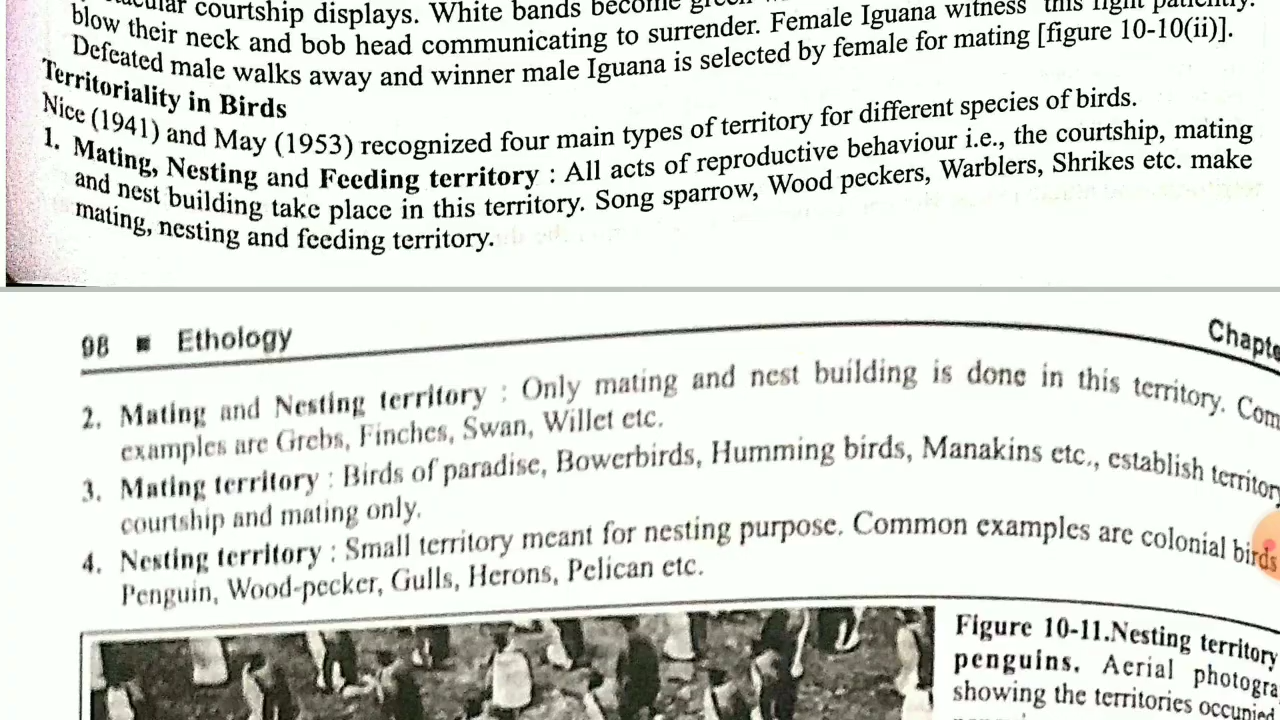 courtship displays. White bands become
blow their neck and bob head communicating to surrender. Female Iguana witness this fight patiently.
Defeated male walks away and winner male Iguana is selected by female for mating [figure 10-10(ii)].
Territoriality in Birds
Nice (1941) and May (1953) recognized four main types of territory for different species of birds.
1. Mating, Nesting and Feeding territory : All acts of reproductive behaviour i.e., the courtship, mating
and nest building take place in this territory. Song sparrow, Wood peckers, Warblers, Shrikes etc. make
mating, nesting and feeding territory.
98 ■ Ethology
Chapte
2. Mating and Nesting territory : Only mating and nest building is done in this territory. Com
examples are Grebs, Finches, Swan, Willet etc.
3. Mating territory : Birds of paradise, Bowerbirds, Humming birds, Manakins etc., establish territory
courtship and mating only.
4. Nesting territory : Small territory meant for nesting purpose. Common examples are colonial birds
Penguin, Wood-pecker, Gulls, Herons, Pelican etc.
Figure 10-11.Nesting territory
penguins. Aerial photogra
showing the territories occupied